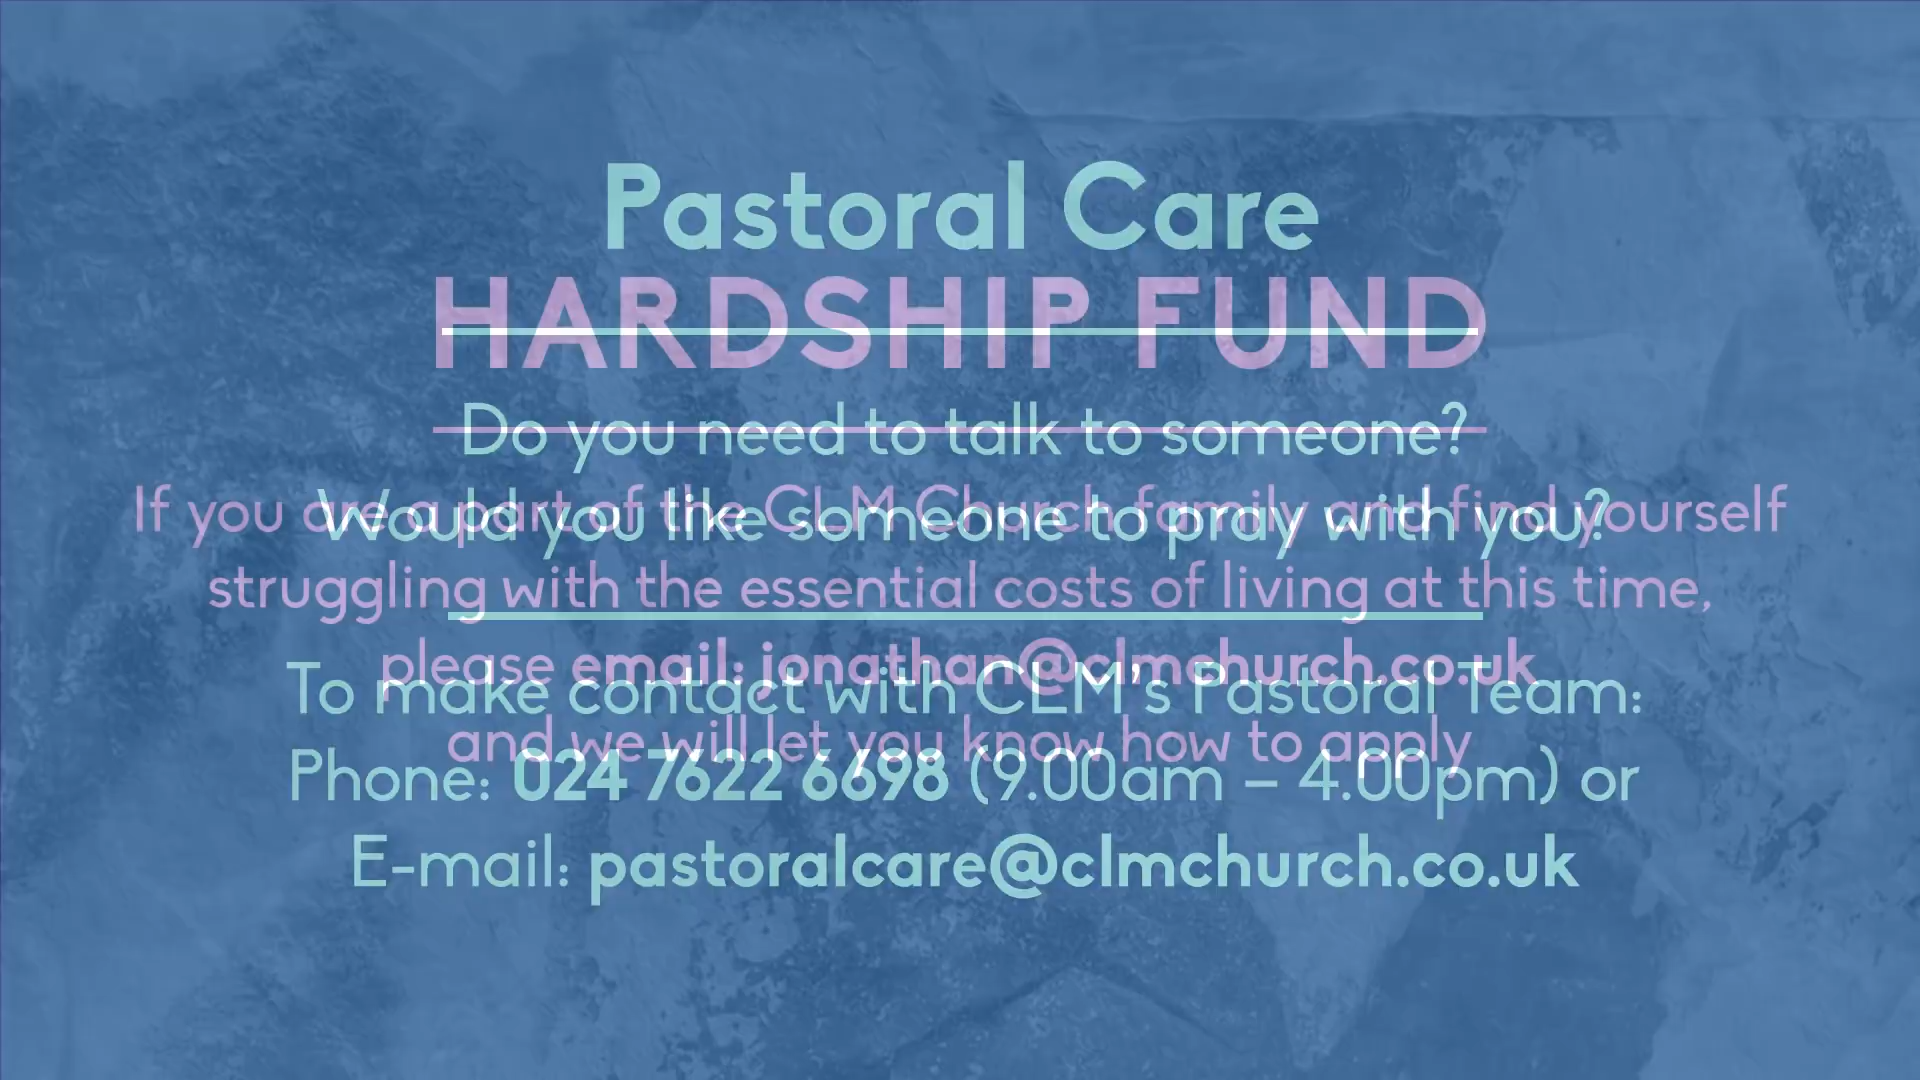 Pastoral Care
HARDSHIP FUND
Do you need to talk to someone?
If you are a part of the CLM Church family and find yourself
Would you like someone to pray with you?
struggling with the essential costs of living at this time,
please email: jonathan@clmchurch.co.uk
To make contact with CLM's Pastoral Team:
and we will let you know how to apply
Phone: 024 7622 6698 (9.00am – 4.00pm) or
E-mail: pastoralcare@clmchurch.co.uk